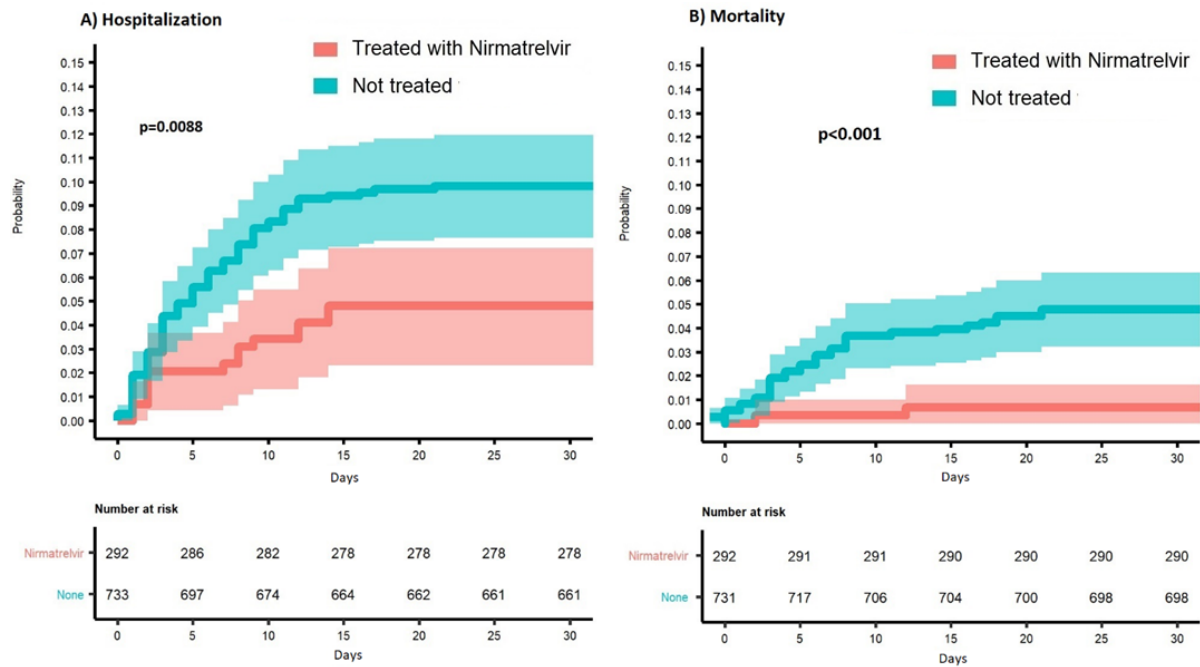 A) Hospitalization
Treated with Nirmatrelvir
Not treated
p=0.0088
Probability
0.15
0.14
0.13
0.12
0.11
0.10
0.09
0.08
0.07
0.06
0.05
0.04
0.03
0.02
0.01
0.00
0 5 10 15 20 25 30
Days
Number at risk
Nirmatrelvir 292 286 282 278 278 278 278
None 733 697 674 664 662 661 661
0 5 10 15 20 25 30
Days
B) Mortality
Treated with Nirmatrelvir
Not treated
p<0.001
Probability
0.15
0.14
0.13
0.12
0.11
0.10
0.09
0.08
0.07
0.06
0.05
0.04
0.03
0.02
0.01
0.00
0 5 10 15 20 25 30
Days
Number at risk
Nirmatrelvir 292 291 291 290 290 290 290
None 731 717 706 704 700 698 698
0 5 10 15 20 25 30
Days